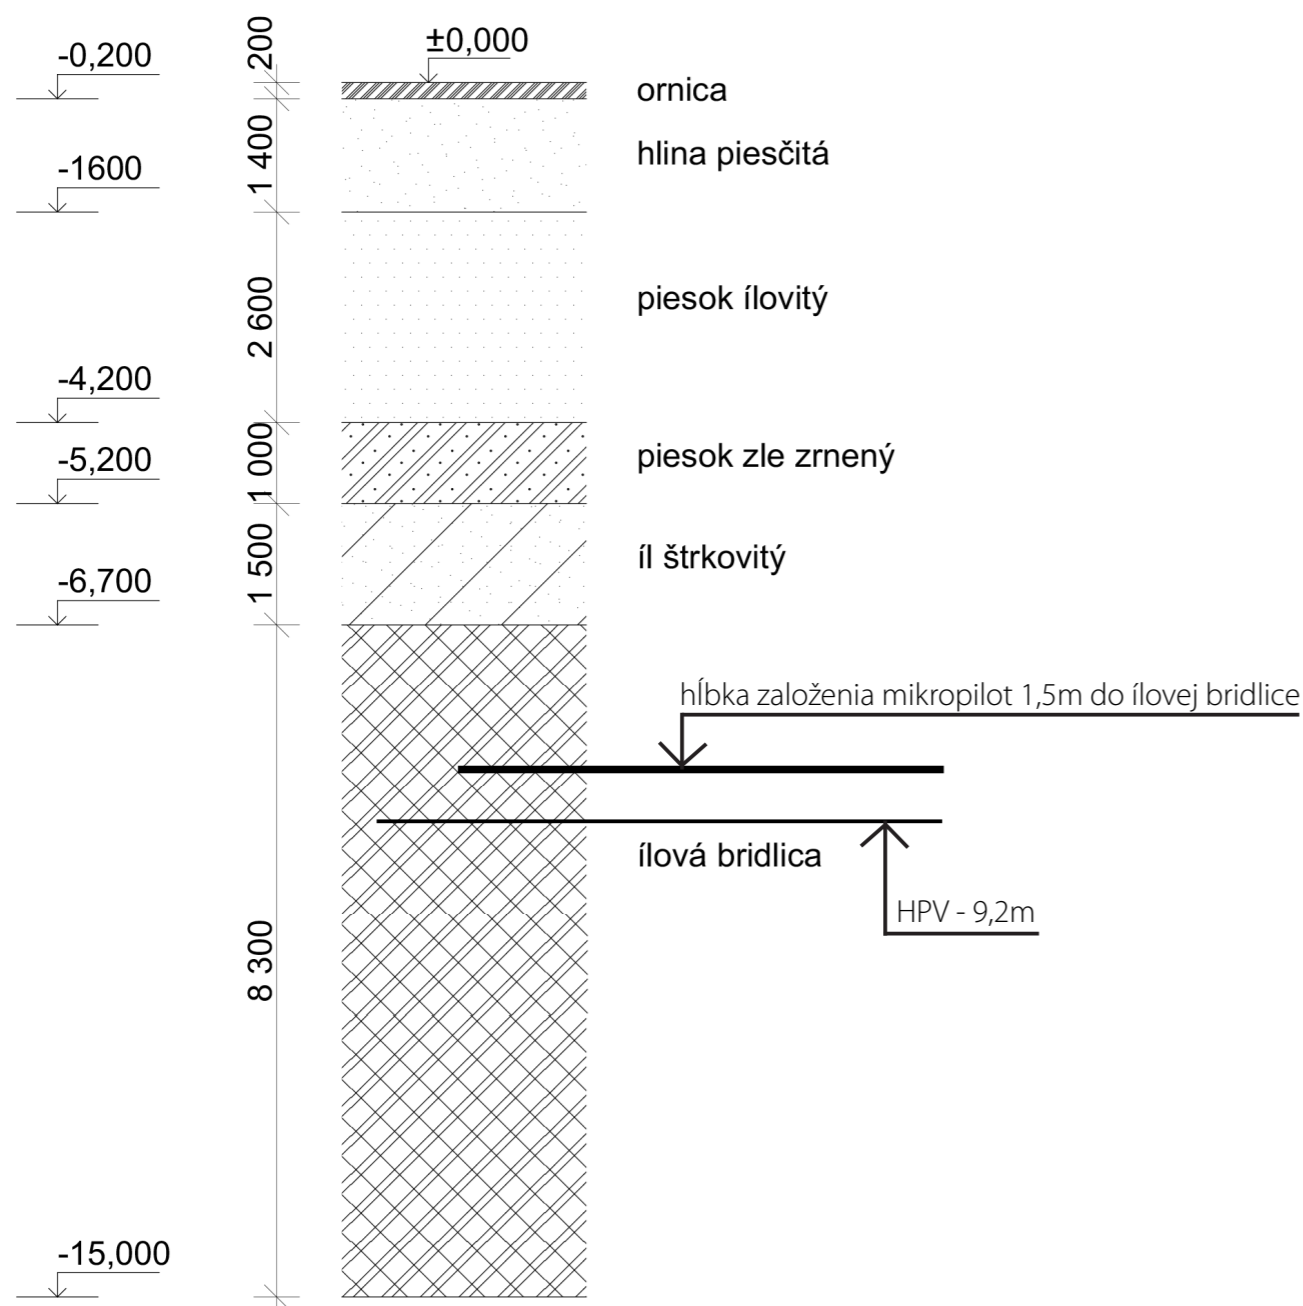 ±0,000
-0,200
200
ornica
1 400
hlina piesčitá
-1600
2 600
piesok ílovitý
-4,200
1 000
piesok zle zrnený
-5,200
1 500
íl štrkovitý
-6,700
hĺbka založenia mikropilot 1,5m do ílovej bridlice
ílová bridlica
HPV - 9,2m
8 300
-15,000